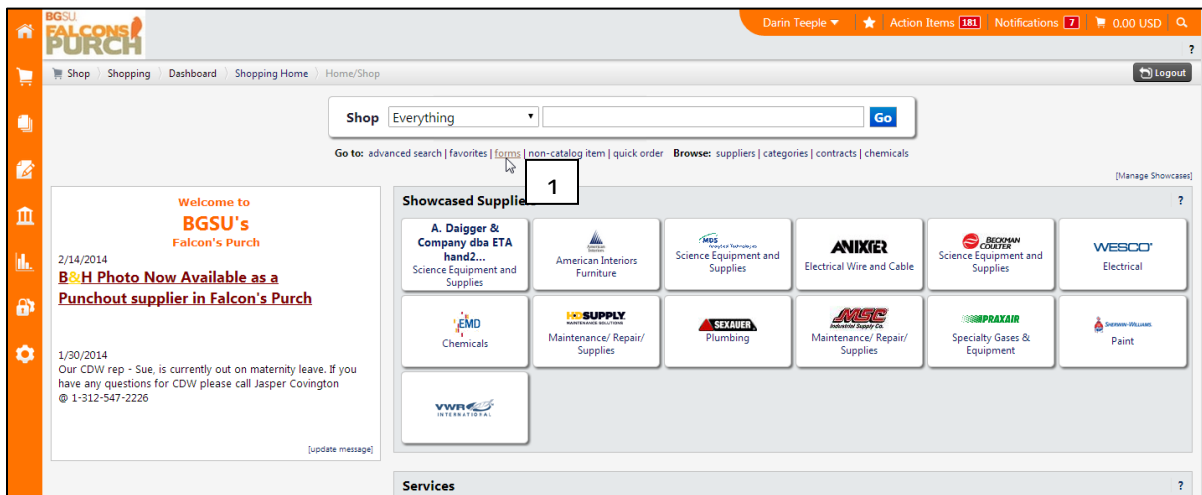 BGSU.
FALCONS
PURCH
Darin Teeple
Action Items 181
Notifications 7
0.00 USD
?
Shop
Shopping
Dashboard
Shopping Home
Home/Shop
Logout
Shop
Everything
Go
Go to: advanced search | favorites | forms | non-catalog item | quick order Browse: suppliers | categories | contracts | chemicals
1
[Manage Showcases]
Welcome to
BGSU's
Falcon's Purch
2/14/2014
B&H Photo Now Available as a
Punchout supplier in Falcon's Purch
1/30/2014
Our CDW rep - Sue, is currently out on maternity leave. If you
have any questions for CDW please call Jasper Covington
@ 1-312-547-2226
[update message]
Showcased Supplie
?
A. Daigger &
Company dba ETA
hand2...
Science Equipment and
Supplies
American Interiors
Furniture
MDS
Science Equipment and
Supplies
ANIXTER
Electrical Wire and Cable
BECKMAN
COULTER
Science Equipment and
Supplies
WESCO
Electrical
EMD
Chemicals
HD SUPPLY
MAINTENANCE SOLUTIONS
Maintenance/ Repair/
Supplies
SEXAUER
Plumbing
MSC
Industrial Supply Co.
Maintenance/ Repair/
Supplies
PRAXAIR
Specialty Gases &
Equipment
SHERWIN-WILLIAMS.
Paint
VWR
INTERNATIONAL
Services
?